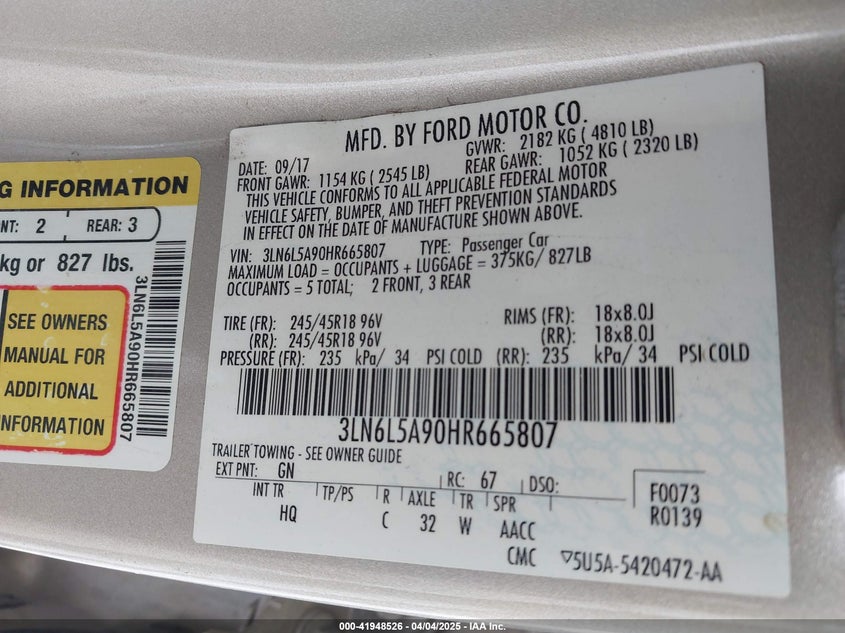 G INFORMATION
NT: 2 REAR: 3
kg or 827 lbs.
SEE OWNERS
MANUAL FOR
ADDITIONAL
INFORMATION
3LN6L5A90HR665807
MFD. BY FORD MOTOR CO.
DATE: 09/17 GVWR: 2182 KG ( 4810 LB)
FRONT GAWR: 1154 KG ( 2545 LB) REAR GAWR: 1052 KG ( 2320 LB)
THIS VEHICLE CONFORMS TO ALL APPLICABLE FEDERAL MOTOR
VEHICLE SAFETY, BUMPER, AND THEFT PREVENTION STANDARDS
IN EFFECT ON THE DATE OF MANUFACTURE SHOWN ABOVE.
VIN: 3LN6L5A90HR665807 TYPE: Passenger Car
MAXIMUM LOAD = OCCUPANTS + LUGGAGE = 375KG/ 827LB
OCCUPANTS = 5 TOTAL; 2 FRONT, 3 REAR
TIRE (FR): 245/45R18 96V RIMS (FR): 18x8.0J
(RR): 245/45R18 96V (RR): 18x8.0J
PRESSURE (FR): 235 kPa/ 34 PSI COLD (RR): 235 kPa/ 34 PSI COLD
3LN6L5A90HR665807
TRAILER TOWING - SEE OWNER GUIDE
EXT PNT: GN RC: 67 DSO:
INT TR TP/PS R AXLE TR SPR F0073
HQ C 32 W AACC R0139
CMC ▽5U5A-5420472-AA
000-41948526 - 04/04/2025 - IAA Inc.